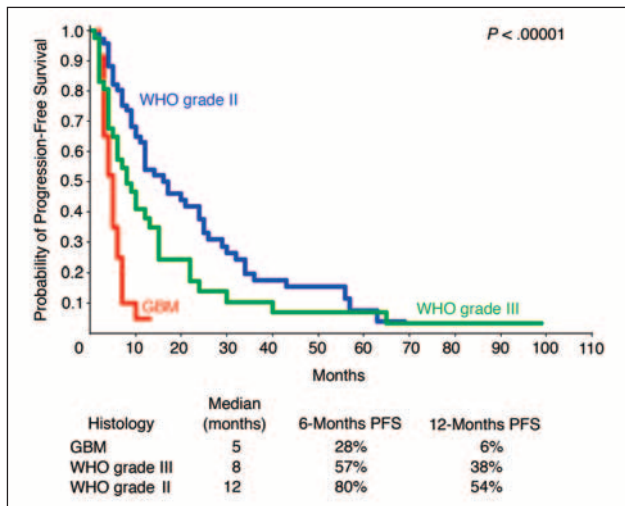 P < .00001
Probability of Progression-Free Survival
1.0
0.9
0.8
0.7
0.6
0.5
0.4
0.3
0.2
0.1
WHO grade II
GBM
WHO grade III
0 10 20 30 40 50 60 70 80 90 100 110
Months
Median
Histology (months) 6-Months PFS 12-Months PFS
GBM 5 28% 6%
WHO grade III 8 57% 38%
WHO grade II 12 80% 54%